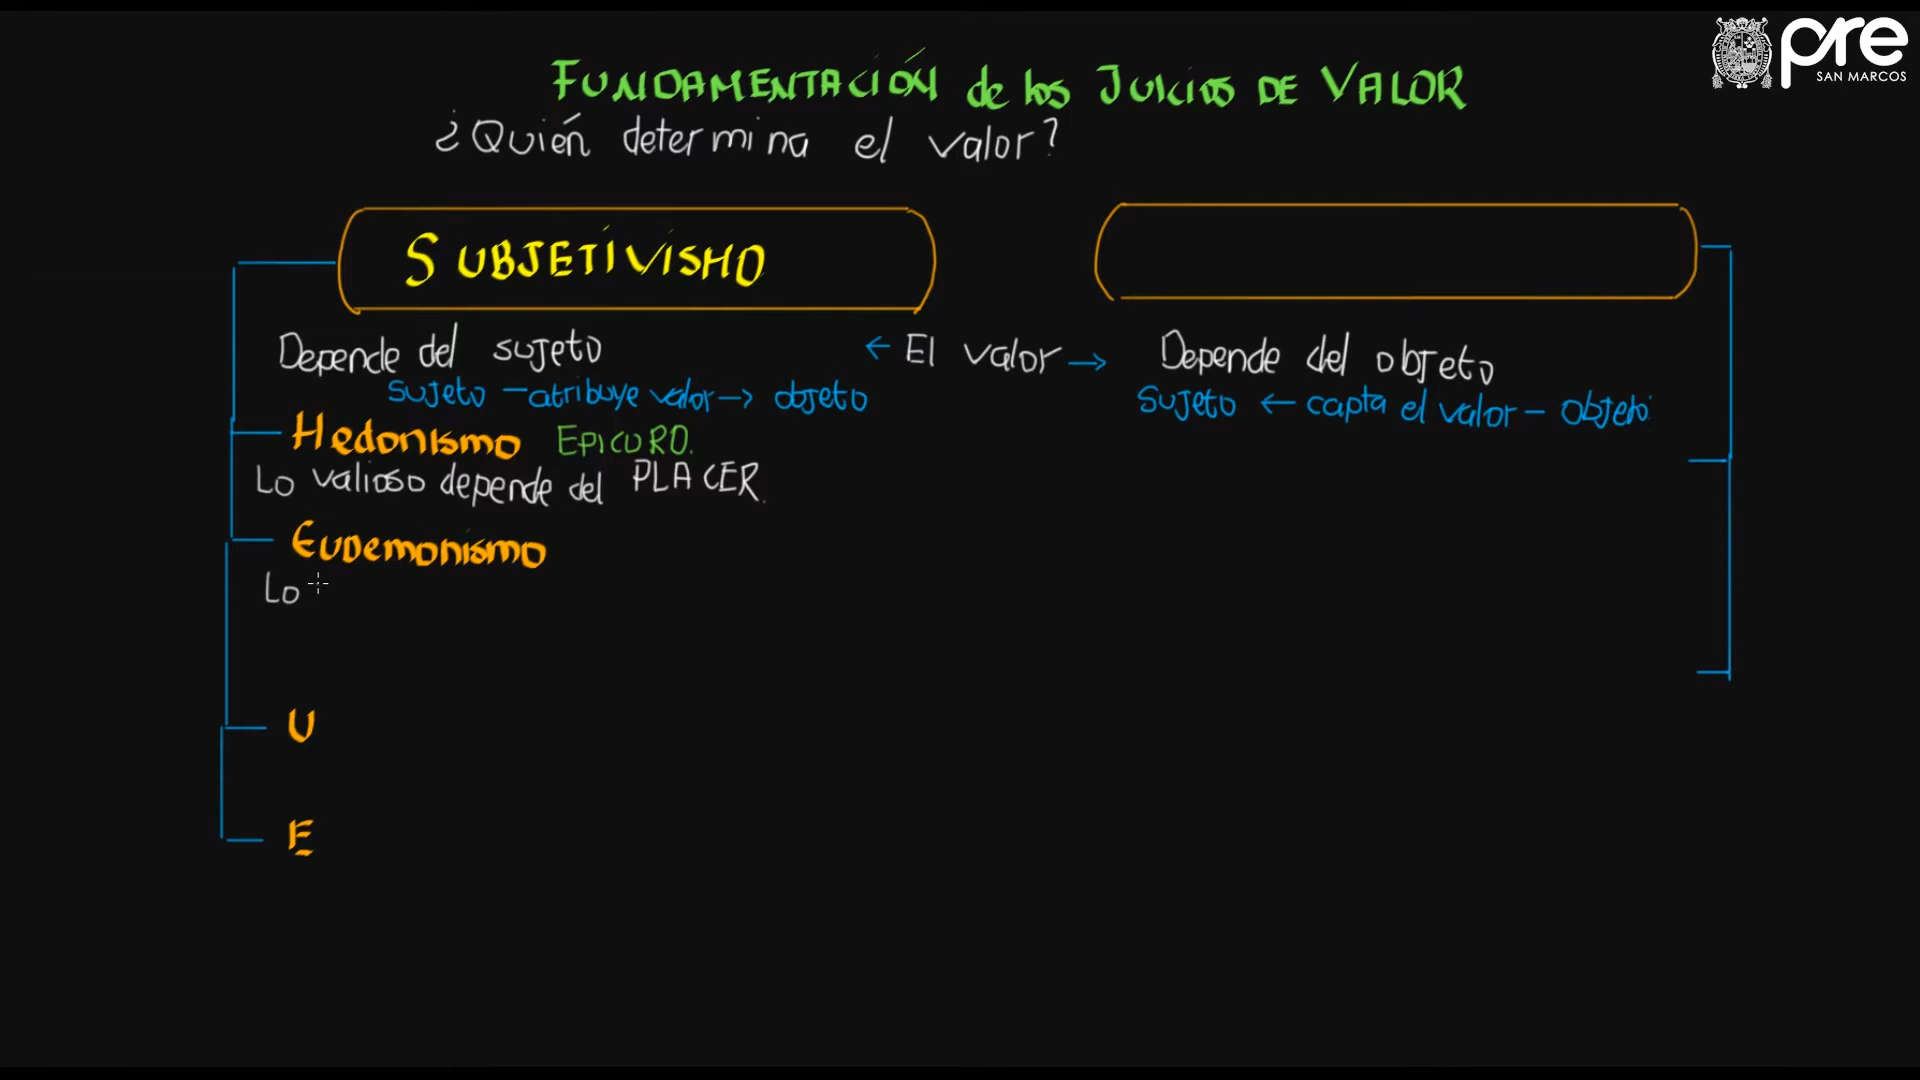 pre
SAN MARCOS
FUNDAMENTACIÓN de los JUICIOS DE VALOR
¿Quién determina el valor?
SUBJETIVISMO
Depende del sujeto ← El valor → Depende del objeto
sujeto — atribuye valor → objeto
sujeto ← capta el valor — objeto
Hedonismo EPICURO.
Lo valioso depende del PLACER.
Eudemonismo
Lo
U
E